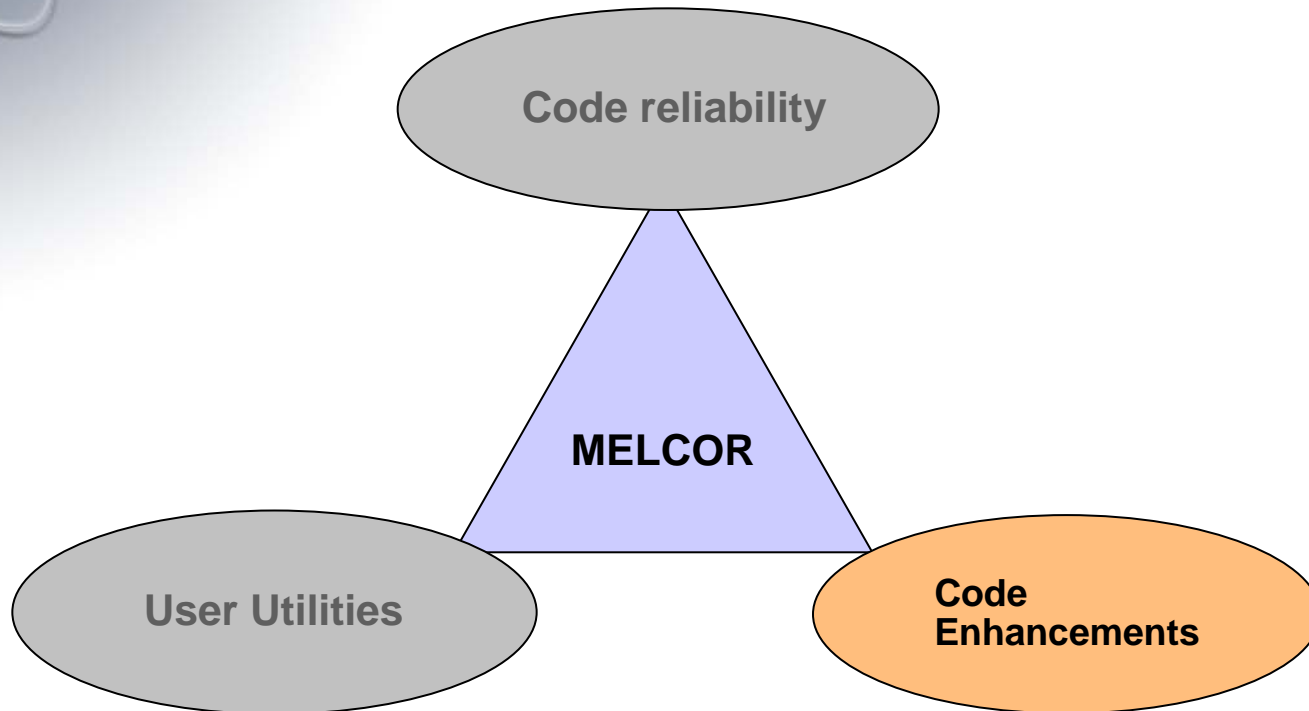 Code reliability
MELCOR
User Utilities
Code
Enhancements